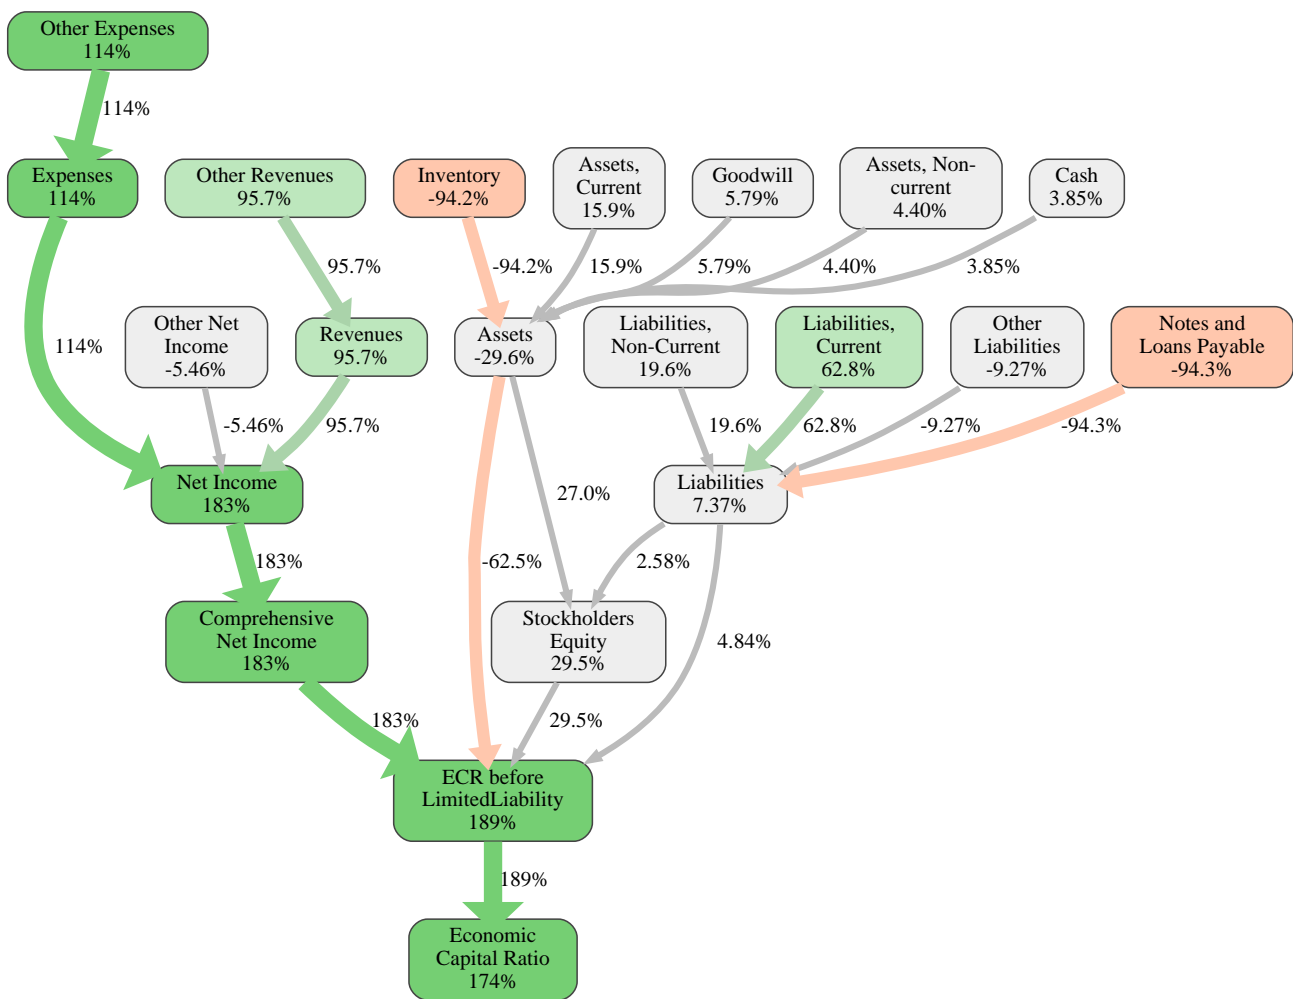 Other Expenses
114%
114%
Expenses
114%
Other Revenues
95.7%
Inventory
-94.2%
Assets,
Current
15.9%
Goodwill
5.79%
Assets, Non-
current
4.40%
Cash
3.85%
95.7%
-94.2%
15.9%
5.79%
4.40%
3.85%
114%
Other Net
Income
-5.46%
Revenues
95.7%
Assets
-29.6%
Liabilities,
Non-Current
19.6%
Liabilities,
Current
62.8%
Other
Liabilities
-9.27%
Notes and
Loans Payable
-94.3%
-5.46%
95.7%
19.6%
62.8%
-9.27%
-94.3%
Net Income
183%
27.0%
Liabilities
7.37%
183%
-62.5%
2.58%
Comprehensive
Net Income
183%
Stockholders
Equity
29.5%
4.84%
183%
29.5%
ECR before
LimitedLiability
189%
189%
Economic
Capital Ratio
174%